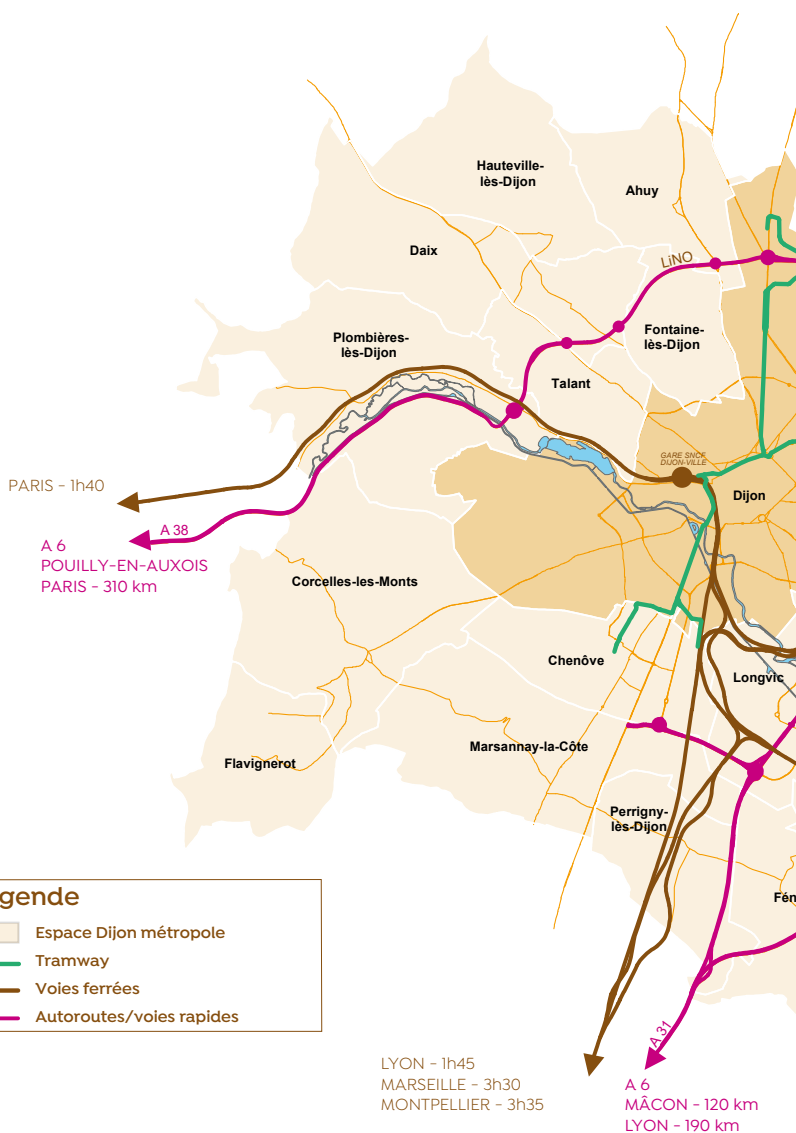 Hauteville-
lès-Dijon
Ahuy
Daix
LiNO
Plombières-
lès-Dijon
Fontaine-
lès-Dijon
Talant
GARE SNCF
DIJON-VILLE
PARIS - 1h40
Dijon
A 38
A 6
POUILLY-EN-AUXOIS
PARIS - 310 km
Corcelles-les-Monts
Chenôve
Longvic
Marsannay-la-Côte
Flavignerot
Perrigny-
lès-Dijon
Fén
gende
Espace Dijon métropole
Tramway
Voies ferrées
Autoroutes/voies rapides
A 31
LYON - 1h45
MARSEILLE - 3h30
MONTPELLIER - 3h35
A 6
MÂCON - 120 km
LYON - 190 km